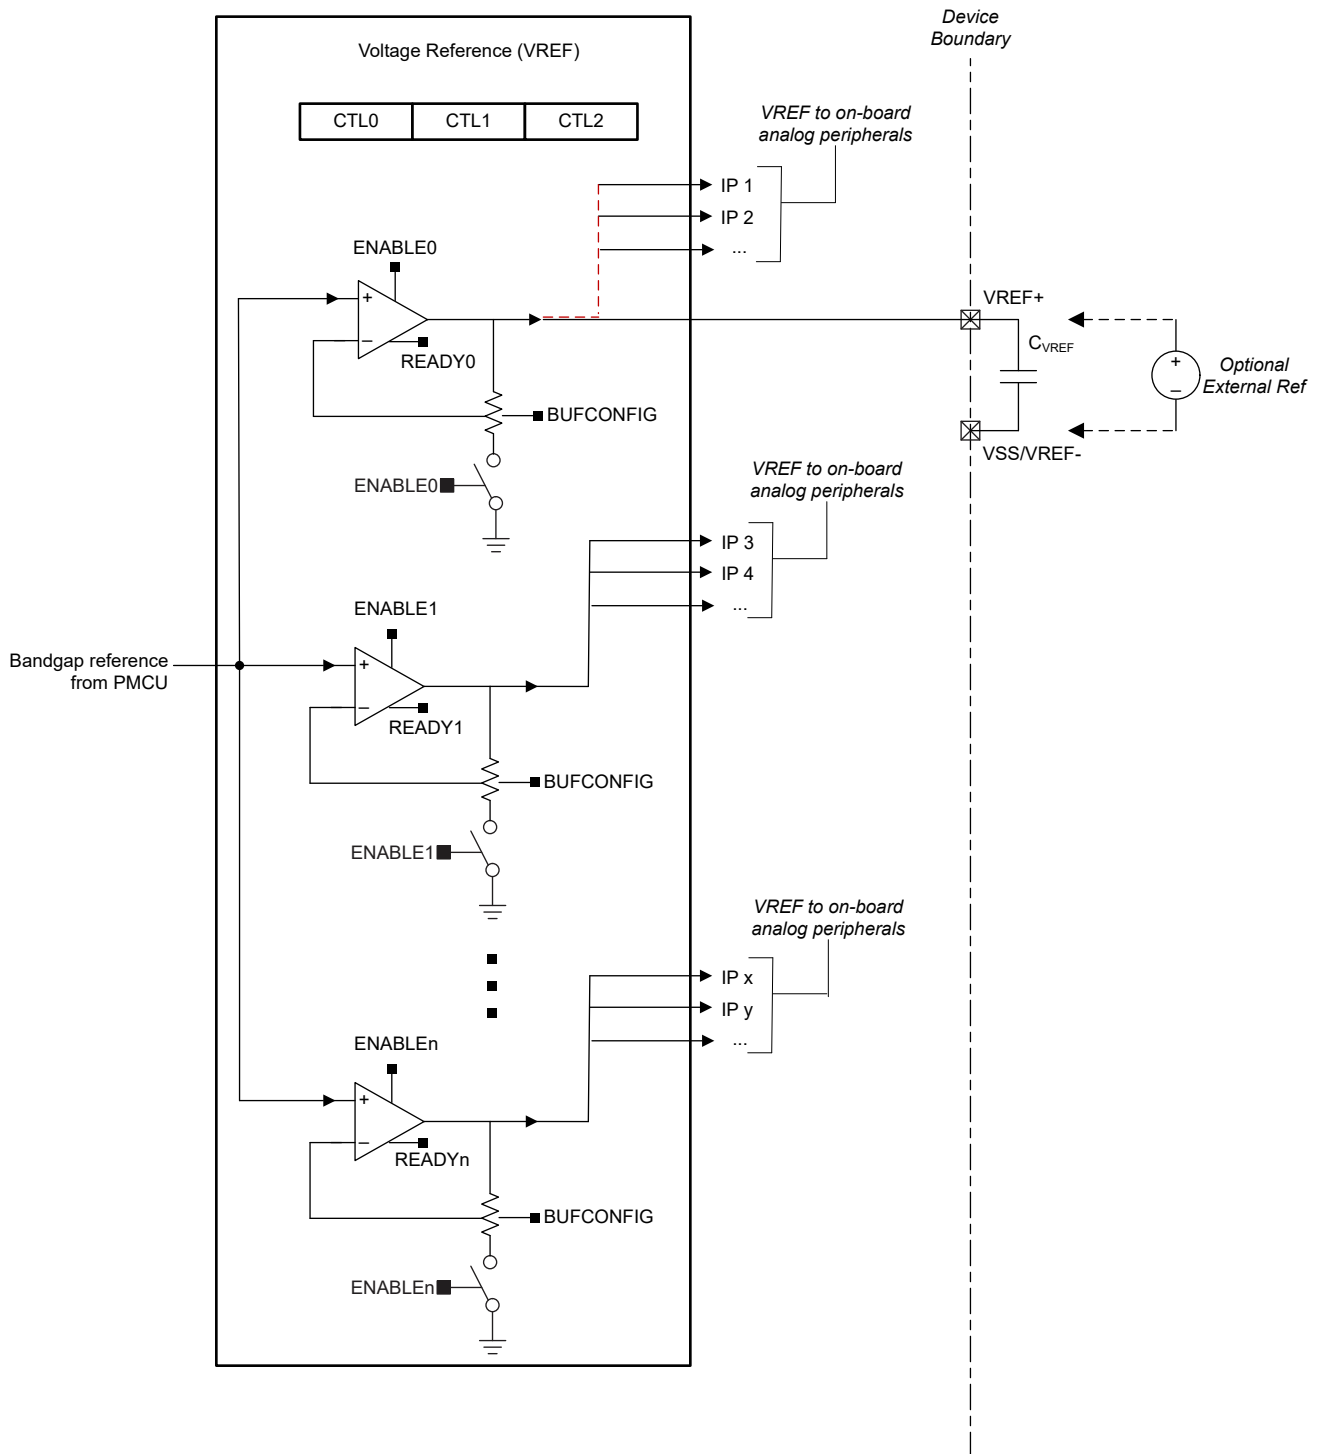 Device
Boundary
Voltage Reference (VREF)
CTL0 CTL1 CTL2
VREF to on-board
analog peripherals
IP 1
IP 2
...
ENABLE0
+
–
READY0
BUFCONFIG
ENABLE0
VREF+
CVREF
VSS/VREF-
+
–
Optional
External Ref
VREF to on-board
analog peripherals
IP 3
IP 4
...
ENABLE1
Bandgap reference
from PMCU
+
–
READY1
BUFCONFIG
ENABLE1
VREF to on-board
analog peripherals
IP x
IP y
...
ENABLEn
+
–
READYn
BUFCONFIG
ENABLEn